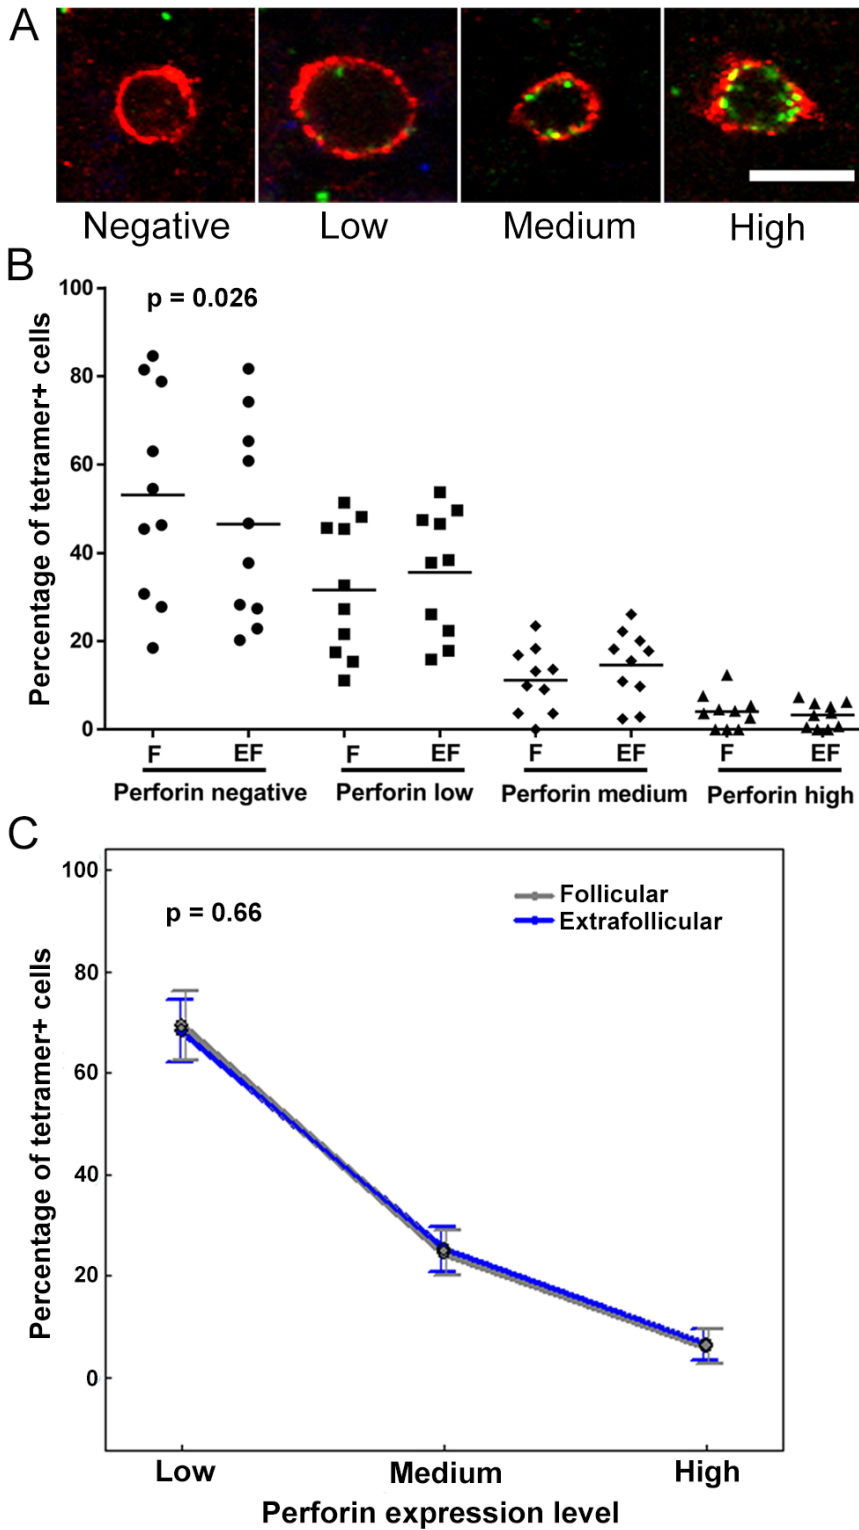 A
Negative Low Medium High
B
Percentage of tetramer+ cells
p = 0.026
100
80
60
40
20
0
F EF F EF F EF F EF
Perforin negative Perforin low Perforin medium Perforin high
C
Percentage of tetramer+ cells
p = 0.66
Follicular
Extrafollicular
100
80
60
40
20
0
Low Medium High
Perforin expression level